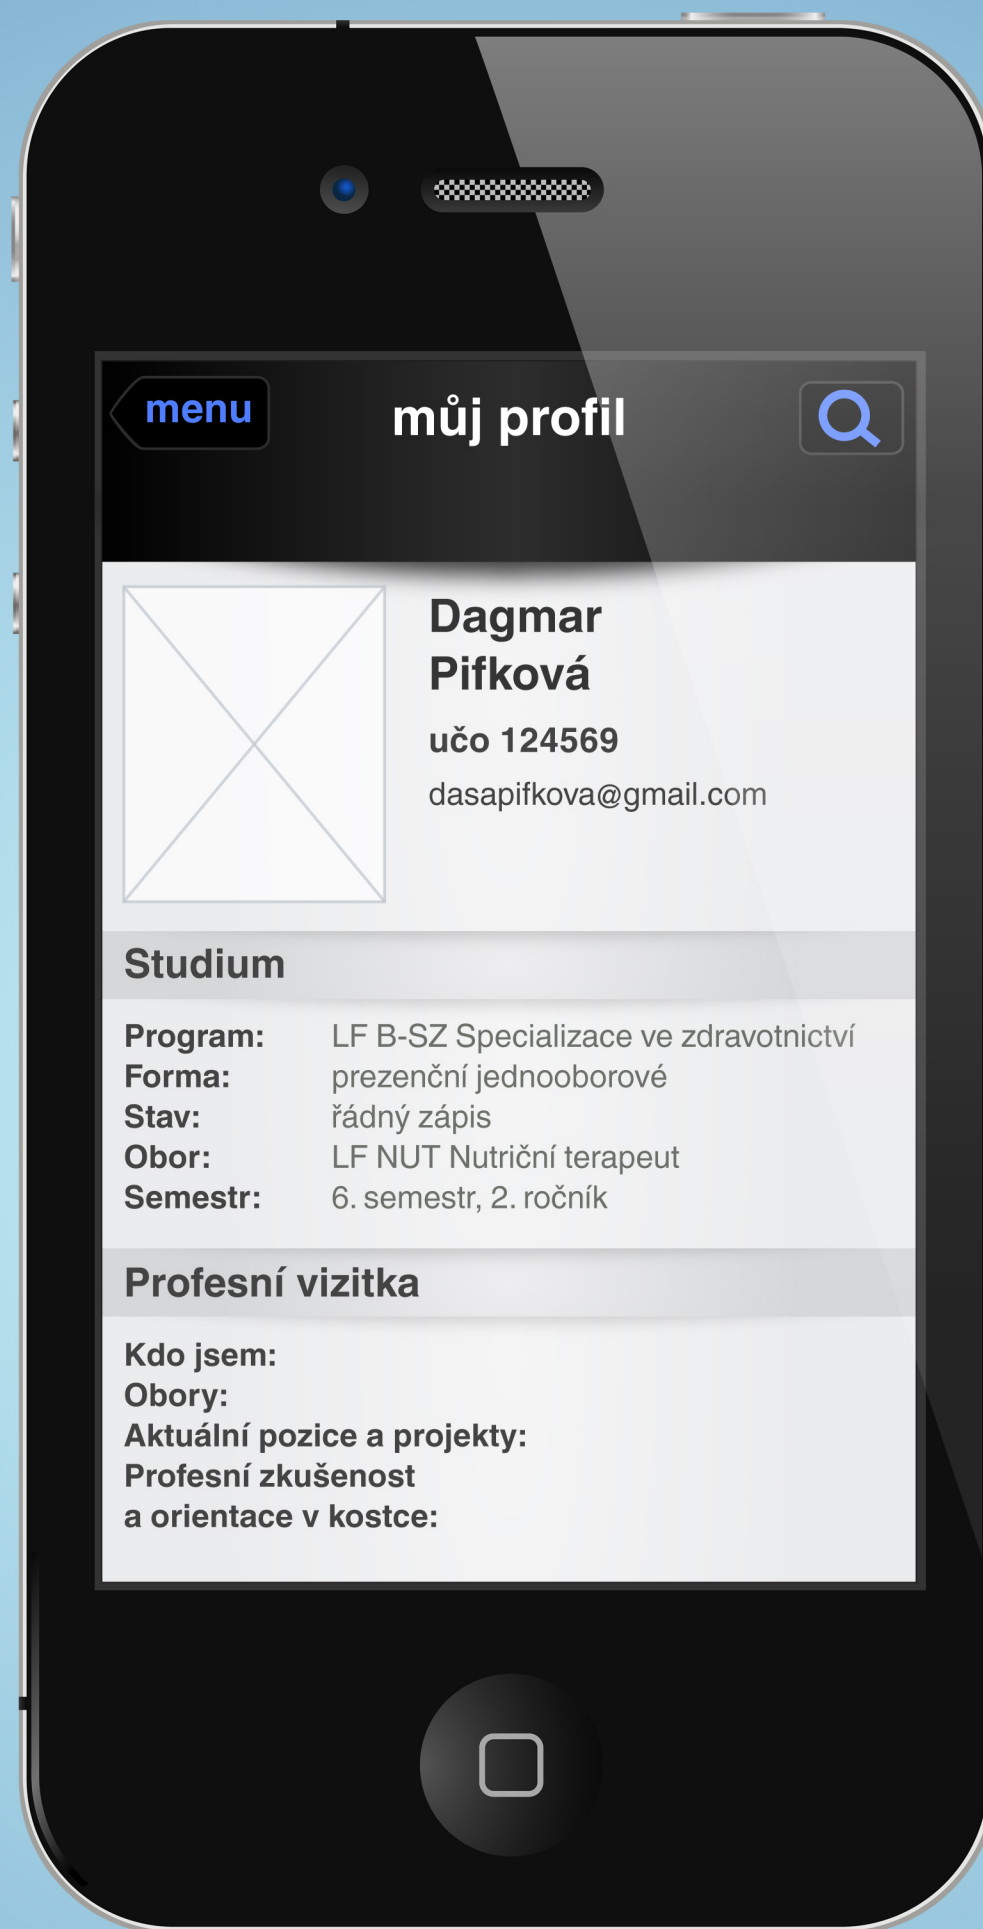 menu
můj profil
Dagmar
Pifková
učo 124569
dasapifkova@gmail.com
Studium
Program: LF B-SZ Specializace ve zdravotnictví
Forma: prezenční jednooborové
Stav: řádný zápis
Obor: LF NUT Nutriční terapeut
Semestr: 6. semestr, 2. ročník
Profesní vizitka
Kdo jsem:
Obory:
Aktuální pozice a projekty:
Profesní zkušenost
a orientace v kostce: